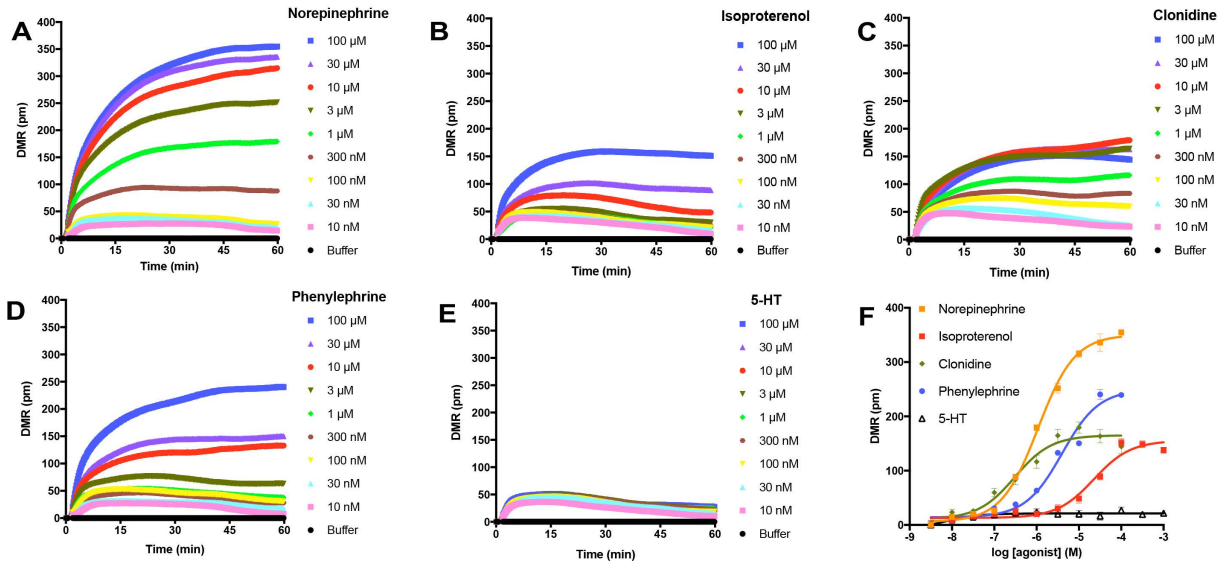 A
Norepinephrine
DMR (pm)
400
350
300
250
200
150
100
50
0
0 15 30 45 60
Time (min)
100 µM
30 µM
10 µM
3 µM
1 µM
300 nM
100 nM
30 nM
10 nM
Buffer
B
Isoproterenol
DMR (pm)
400
350
300
250
200
150
100
50
0
0 15 30 45 60
Time (min)
100 µM
30 µM
10 µM
3 µM
1 µM
300 nM
100 nM
30 nM
10 nM
Buffer
C
Clonidine
DMR (pm)
400
350
300
250
200
150
100
50
0
0 15 30 45 60
Time (min)
100 µM
30 µM
10 µM
3 µM
1 µM
300 nM
100 nM
30 nM
10 nM
Buffer
D
Phenylephrine
DMR (pm)
400
350
300
250
200
150
100
50
0
0 15 30 45 60
Time (min)
100 µM
30 µM
10 µM
3 µM
1 µM
300 nM
100 nM
30 nM
10 nM
Buffer
E
5-HT
DMR (pm)
400
350
300
250
200
150
100
50
0
0 15 30 45 60
Time (min)
100 µM
30 µM
10 µM
3 µM
1 µM
300 nM
100 nM
30 nM
10 nM
Buffer
F
Norepinephrine
Isoproterenol
Clonidine
Phenylephrine
5-HT
DMR (pm)
400
300
200
100
0
-9 -8 -7 -6 -5 -4 -3
log [agonist] (M)